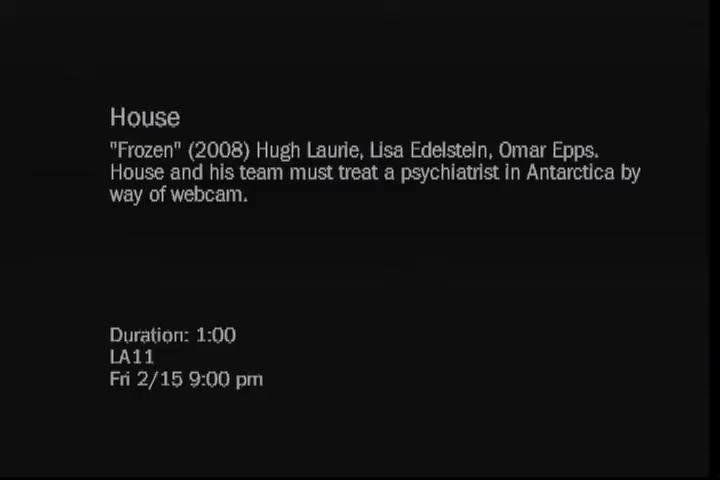 House
"Frozen" (2008) Hugh Laurie, Lisa Edelstein, Omar Epps.
House and his team must treat a psychiatrist in Antarctica by
way of webcam.
Duration: 1:00
LA11
Fri 2/15 9:00 pm